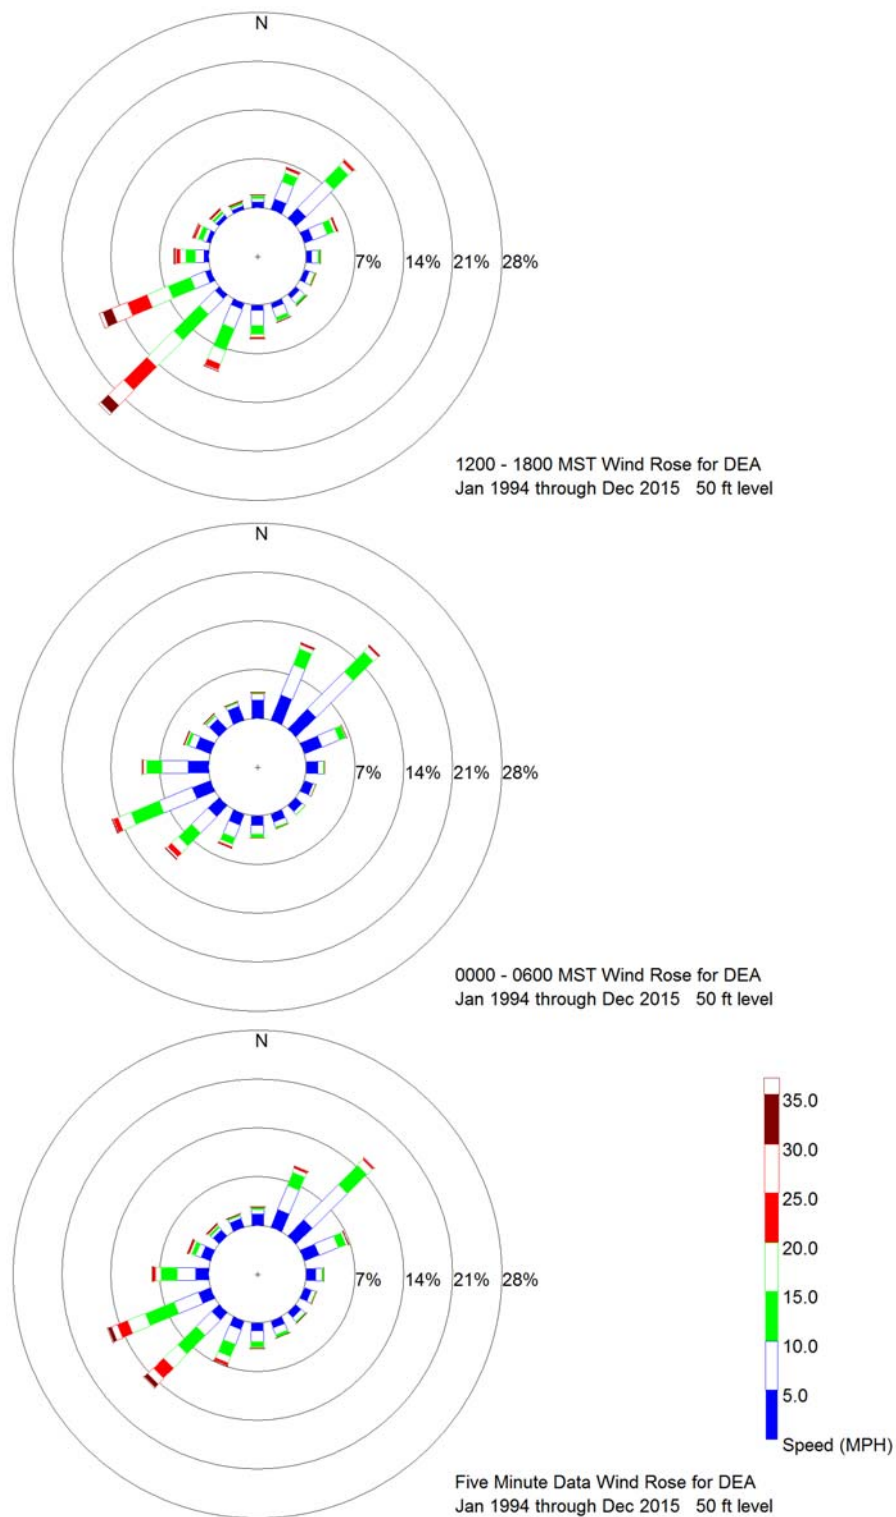 N
7% 14% 21% 28%
1200 - 1800 MST Wind Rose for DEA
Jan 1994 through Dec 2015 50 ft level
N
7% 14% 21% 28%
0000 - 0600 MST Wind Rose for DEA
Jan 1994 through Dec 2015 50 ft level
N
7% 14% 21% 28%
35.0
30.0
25.0
20.0
15.0
10.0
5.0
Speed (MPH)
Five Minute Data Wind Rose for DEA
Jan 1994 through Dec 2015 50 ft level